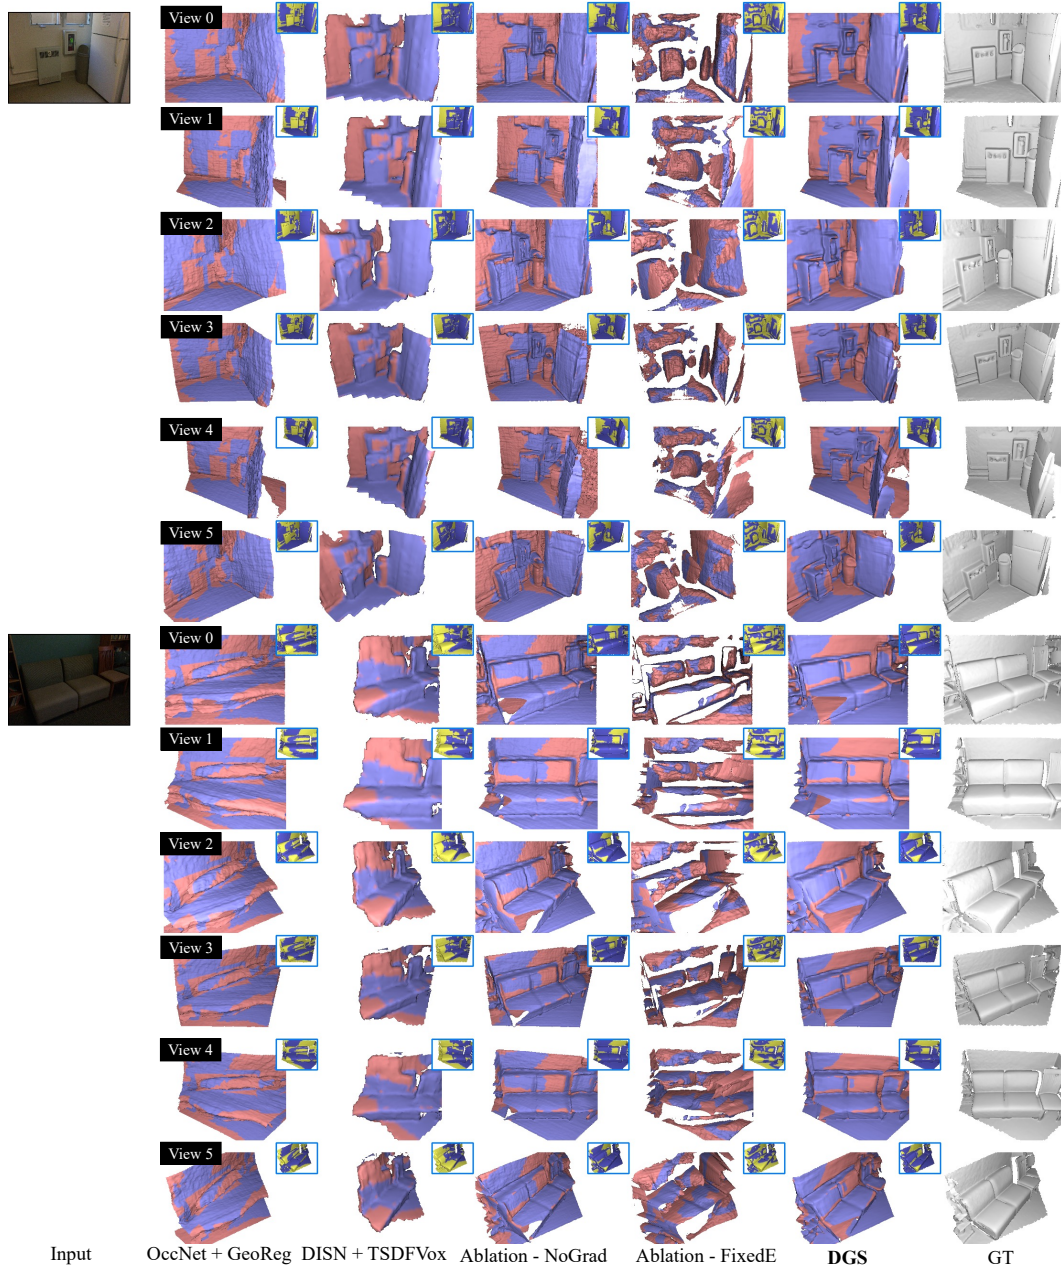 View 0
View 1
View 2
View 3
View 4
View 5
View 0
View 1
View 2
View 3
View 4
View 5
Input OccNet + GeoReg DISN + TSDFVox Ablation - NoGrad Ablation - FixedE DGS GT